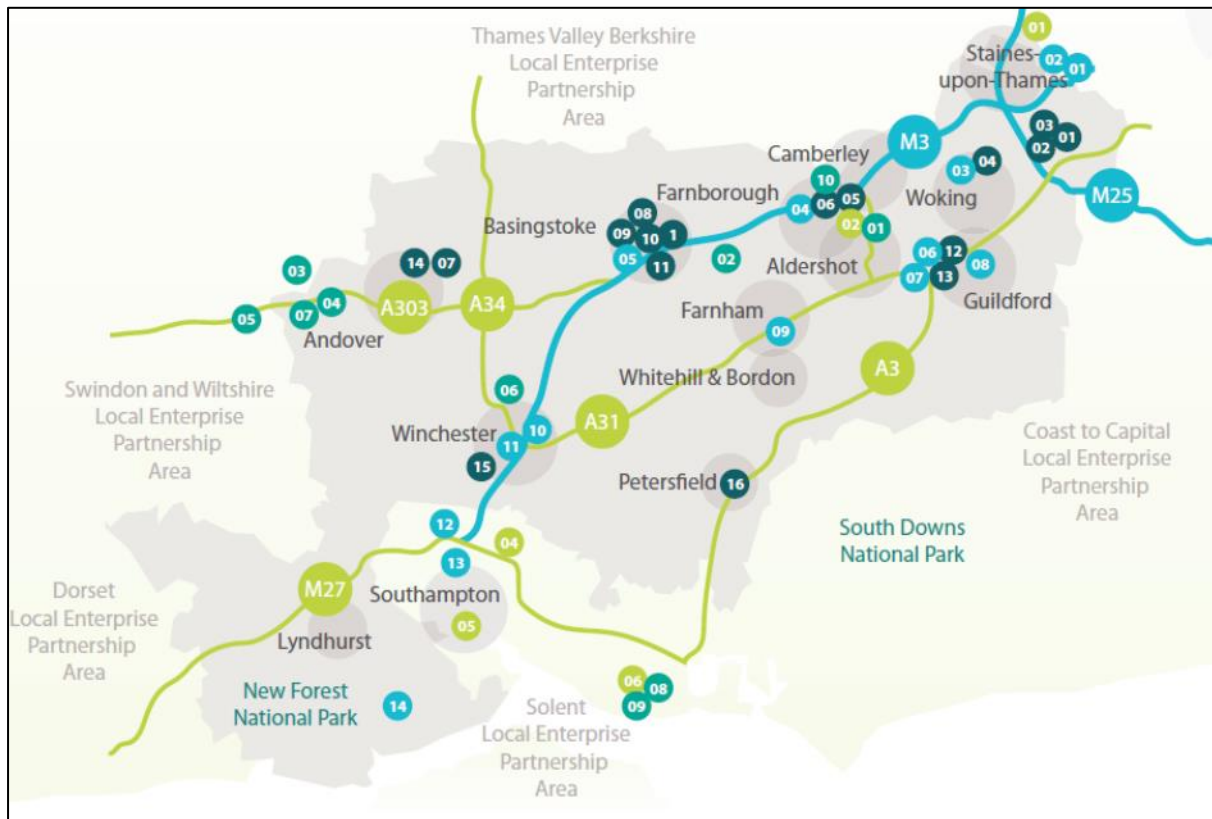 Thames Valley Berkshire
Local Enterprise
Partnership
Area
01
Staines-
upon-Thames
02
01
03
01
02
M3
Camberley
10
Farnborough
04
06
05
02
01
03
04
Woking
M25
08
Basingstoke
09
10
1
05
11
02
Aldershot
06
12
07
13
08
Guildford
03
14
07
04
05
07
A303
A34
Andover
Farnham
09
Whitehill & Bordon
A3
Swindon and Wiltshire
Local Enterprise
Partnership
Area
06
A31
Winchester
10
11
15
Petersfield
16
Coast to Capital
Local Enterprise
Partnership
Area
South Downs
National Park
12
04
13
M27
Southampton
05
Lyndhurst
Dorset
Local Enterprise
Partnership
Area
New Forest
National Park
14
06
08
09
Solent
Local Enterprise
Partnership
Area